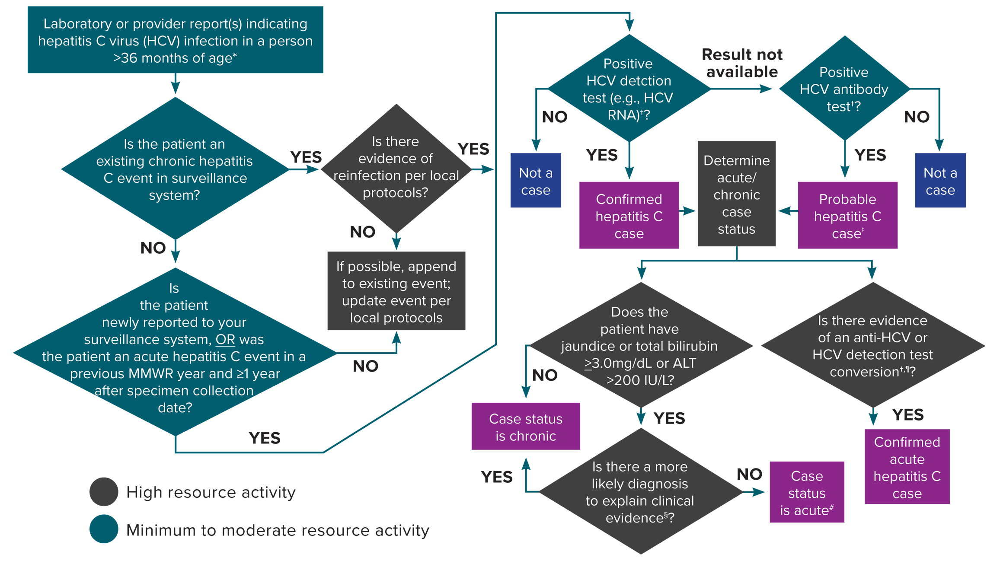 Laboratory or provider report(s) indicating
hepatitis C virus (HCV) infection in a person
>36 months of age*
Is the patient an
existing chronic hepatitis
C event in surveillance
system?
YES
NO
Is there
evidence of
reinfection per local
protocols?
YES
NO
If possible, append
to existing event;
update event per
local protocols
Is
the patient
newly reported to your
surveillance system, OR was
the patient an acute hepatitis C event in a
previous MMWR year and ≥1 year
after specimen collection
date?
NO
YES
Positive
HCV detction
test (e.g., HCV
RNA)†?
Result not
available
Positive
HCV antibody
test†?
NO
YES
YES
NO
Not a
case
Confirmed
hepatitis C
case
Determine
acute/
chronic
case
status
Probable
hepatitis C
case‡
Not a
case
Does the
patient have
jaundice or total bilirubin
≥3.0mg/dL or ALT
>200 IU/L?
NO
YES
Is there evidence
of an anti-HCV or
HCV detection test
conversion†,¶?
YES
Case status
is chronic
Confirmed
acute
hepatitis C
case
Is there a more
likely diagnosis
to explain clinical
evidence§?
YES
NO
Case
status
is acute#
High resource activity
Minimum to moderate resource activity